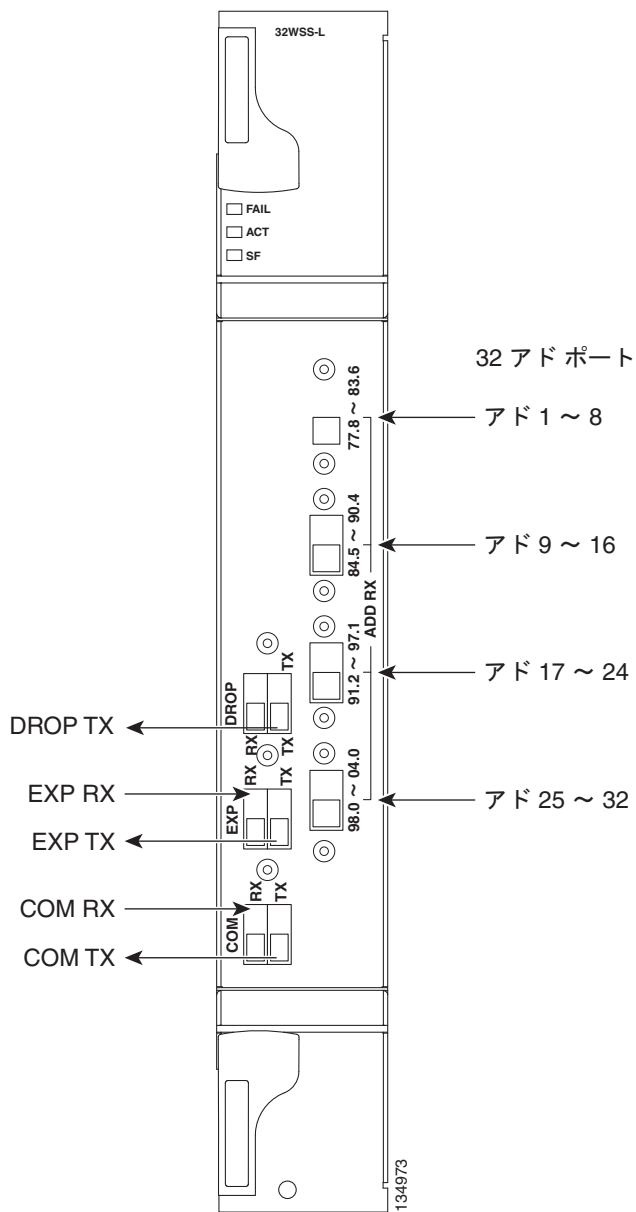 32WSS-L
FAIL
ACT
SF
32 アド ポート
77.8 ～ 83.6
アド 1 ～ 8
84.5 ～ 90.4
アド 9 ～ 16
ADD RX
91.2 ～ 97.1
アド 17 ～ 24
98.0 ～ 04.0
アド 25 ～ 32
DROP
TX
RX
TX
DROP TX
EXP
RX
TX
EXP RX
EXP TX
COM
RX
TX
COM RX
COM TX
134973